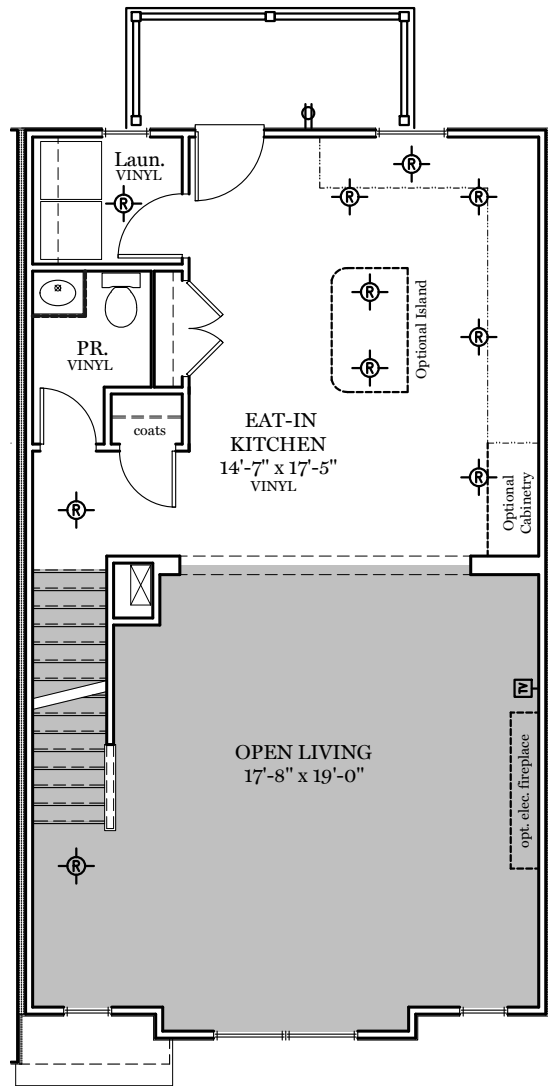 Laun.
VINYL
R
R
R
R
R
Optional Island
PR.
VINYL
R
R
coats
EAT-IN
KITCHEN
14'-7" x 17'-5"
VINYL
R
R
Optional
Cabinetry
TV
OPEN LIVING
17'-8" x 19'-0"
opt. elec. fireplace
R